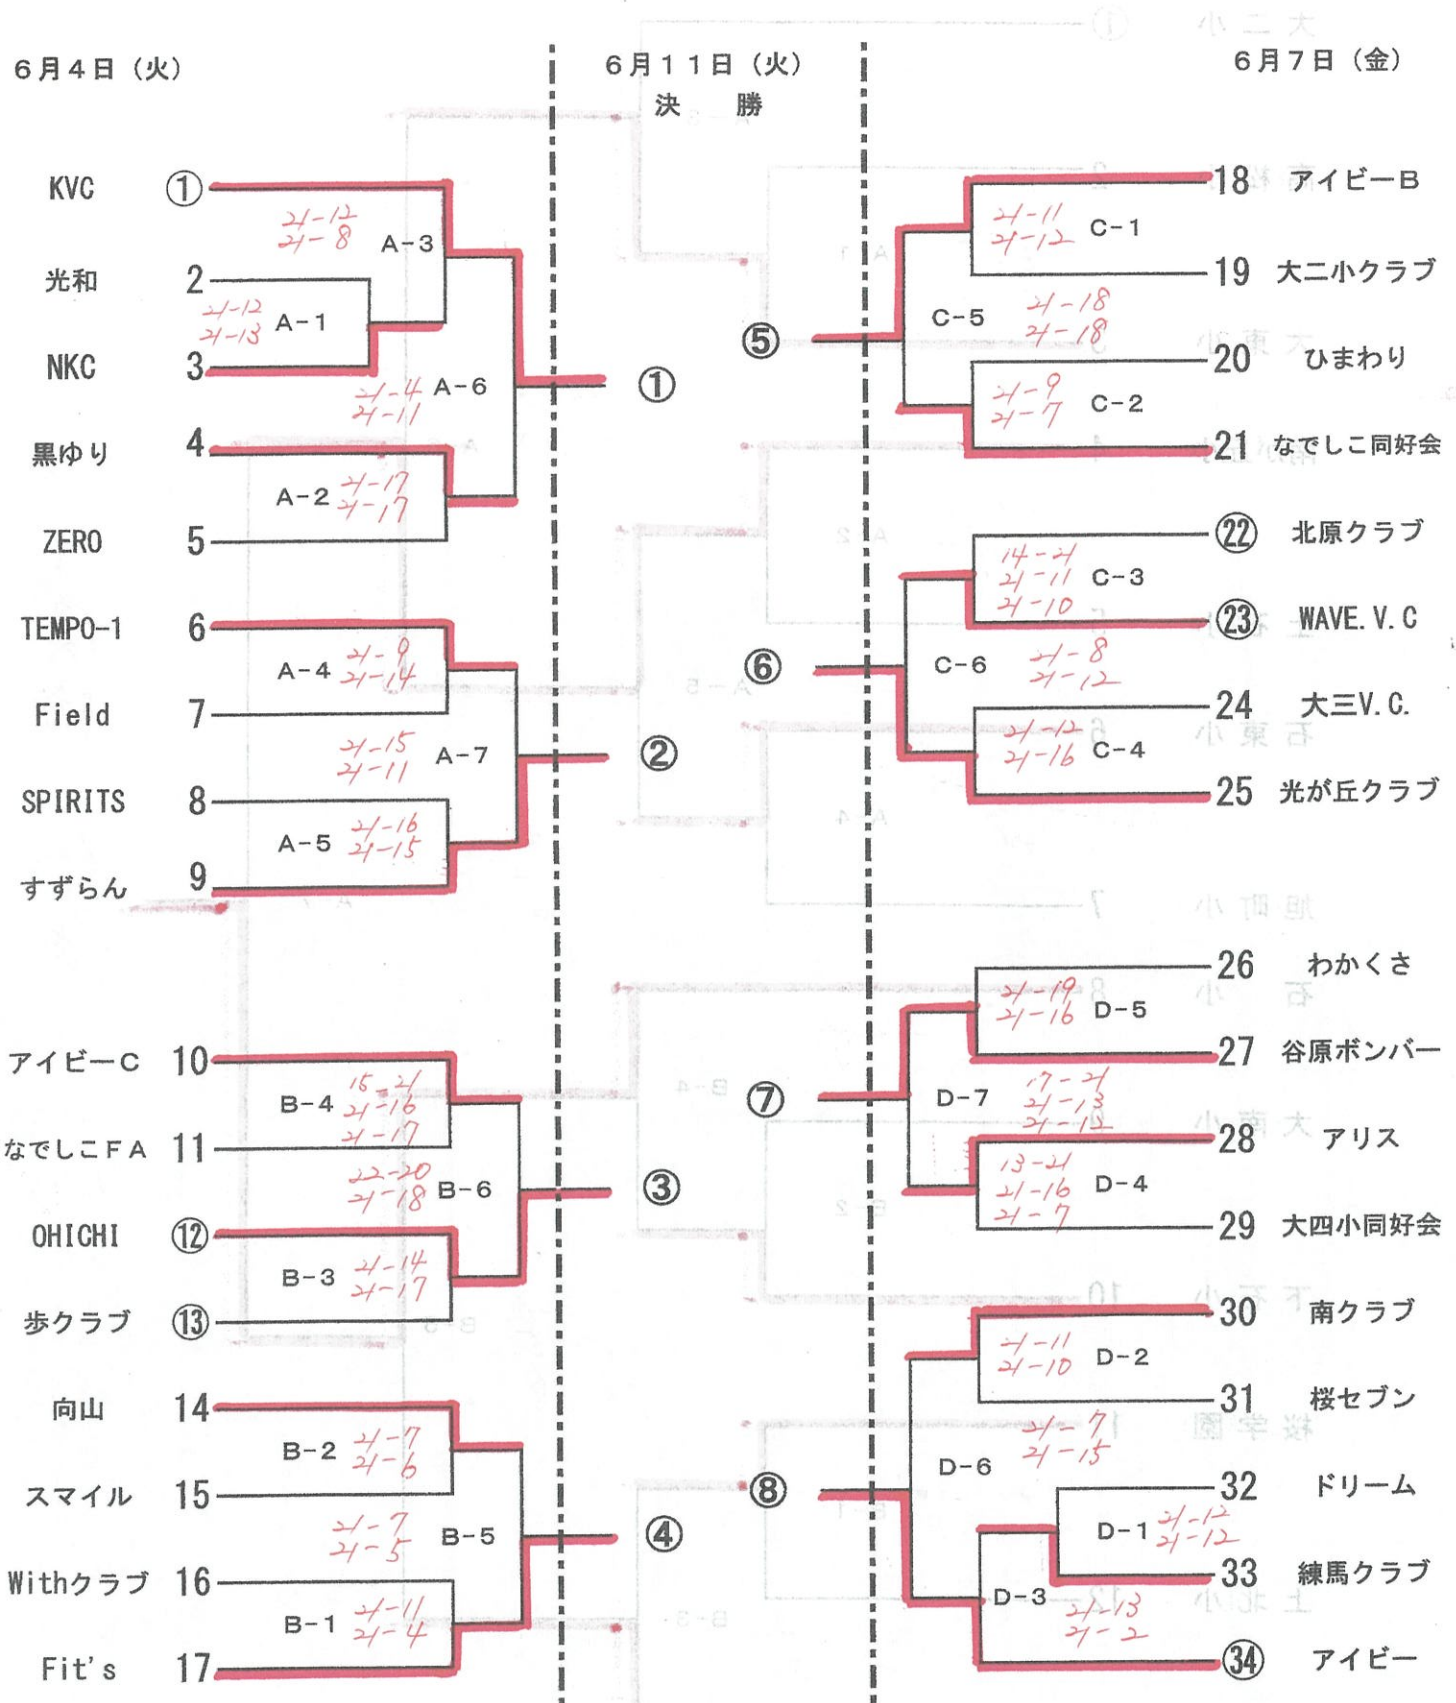 6月4日（火）
6月11日（火）
決　勝
6月7日（金）
KVC ①
21-12
21-8
A-3
光和 2
21-12
21-13
A-1
NKC 3
21-4
21-11
A-6
①
黒ゆり 4
A-2
21-17
21-17
ZERO 5
TEMPO-1 6
A-4
21-9
21-14
Field 7
21-15
21-11
A-7
②
SPIRITS 8
A-5
21-16
21-15
すずらん 9
アイビーC 10
B-4
15-21
21-16
21-17
なでしこFA 11
22-20
21-18
B-6
③
OHICHI ⑫
B-3
21-14
21-17
歩クラブ ⑬
向山 14
B-2
21-7
21-6
スマイル 15
21-7
21-5
B-5
④
Withクラブ 16
B-1
21-11
21-4
Fit's 17
18 アイビーB
21-11
21-12
C-1
19 大二小クラブ
⑤
C-5
21-18
21-18
20 ひまわり
21-9
21-7
C-2
21 なでしこ同好会
㉒ 北原クラブ
14-21
21-11
21-10
C-3
㉓ WAVE.V.C
⑥
C-6
21-8
21-12
24 大三V.C.
21-12
21-16
C-4
25 光が丘クラブ
26 わかくさ
21-19
21-16
D-5
27 谷原ボンバー
⑦
D-7
17-21
21-13
21-12
28 アリス
13-21
21-16
21-7
D-4
29 大四小同好会
30 南クラブ
21-11
21-10
D-2
31 桜セブン
⑧
D-6
21-7
21-15
32 ドリーム
D-1
21-12
21-12
33 練馬クラブ
D-3
21-13
21-2
㉞ アイビー